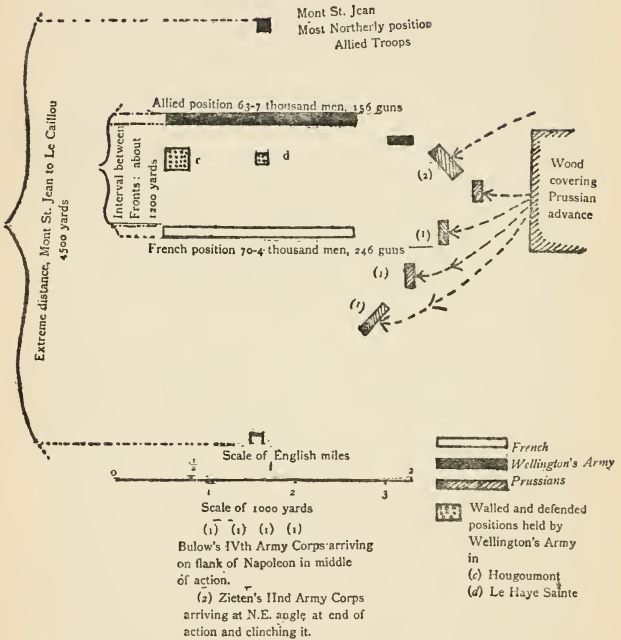 Mont St. Jean
Most Northerly position
Allied Troops
Allied position 63-7 thousand men, 156 guns
Extreme distance, Mont St. Jean to Le Caillou
4500 yards
Interval between
Fronts: about
1200 yards
c
d
(2)
Wood
covering
Prussian
advance
(1)
French position 70-4 thousand men, 246 guns
(1)
(1)
Scale of English miles
0
½
1
2
Scale of 1000 yards
1
2
3
(1) (1) (1) (1)
Bulow's IVth Army Corps arriving
on flank of Napoleon in middle
of action.
(2) Zieten's IInd Army Corps
arriving at N.E. angle at end of
action and clinching it.
French
Wellington's Army
Prussians
Walled and defended
positions held by
Wellington's Army
in
(c) Hougoumont
(d) Le Haye Sainte